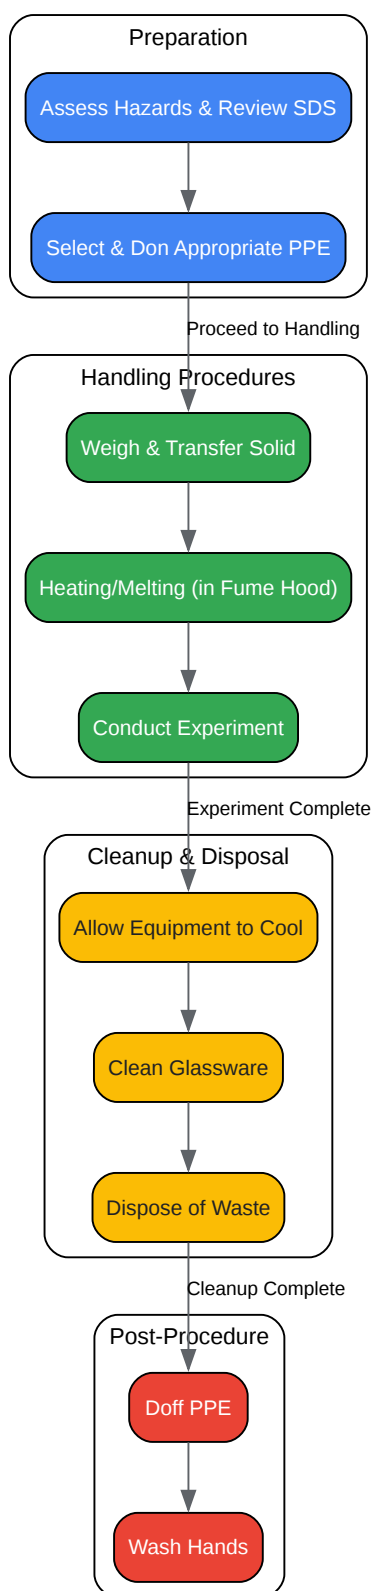 Preparation
Assess Hazards & Review SDS
Select & Don Appropriate PPE
Proceed to Handling
Handling Procedures
Weigh & Transfer Solid
Heating/Melting (in Fume Hood)
Conduct Experiment
Experiment Complete
Cleanup & Disposal
Allow Equipment to Cool
Clean Glassware
Dispose of Waste
Cleanup Complete
Post-Procedure
Doff PPE
Wash Hands